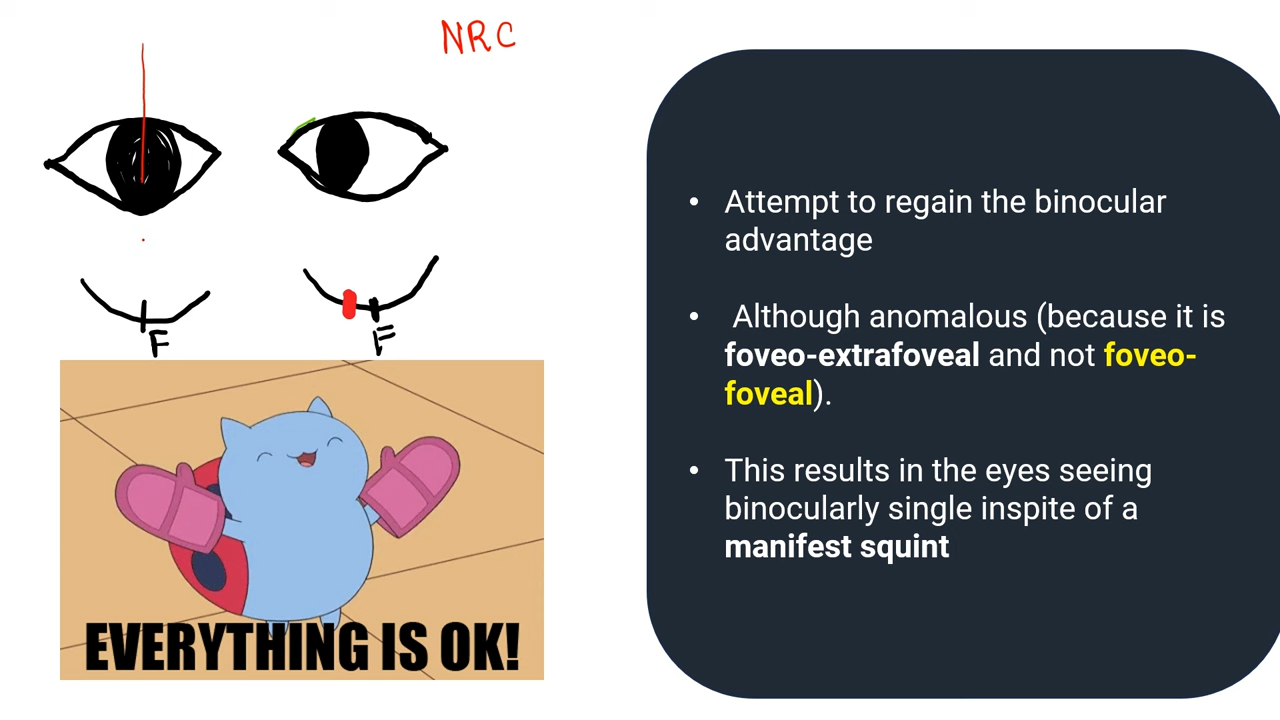 NRC
F
F
EVERYTHING IS OK!
• Attempt to regain the binocular
advantage
• Although anomalous (because it is
foveo-extrafoveal and not foveo-
foveal).
• This results in the eyes seeing
binocularly single inspite of a
manifest squint